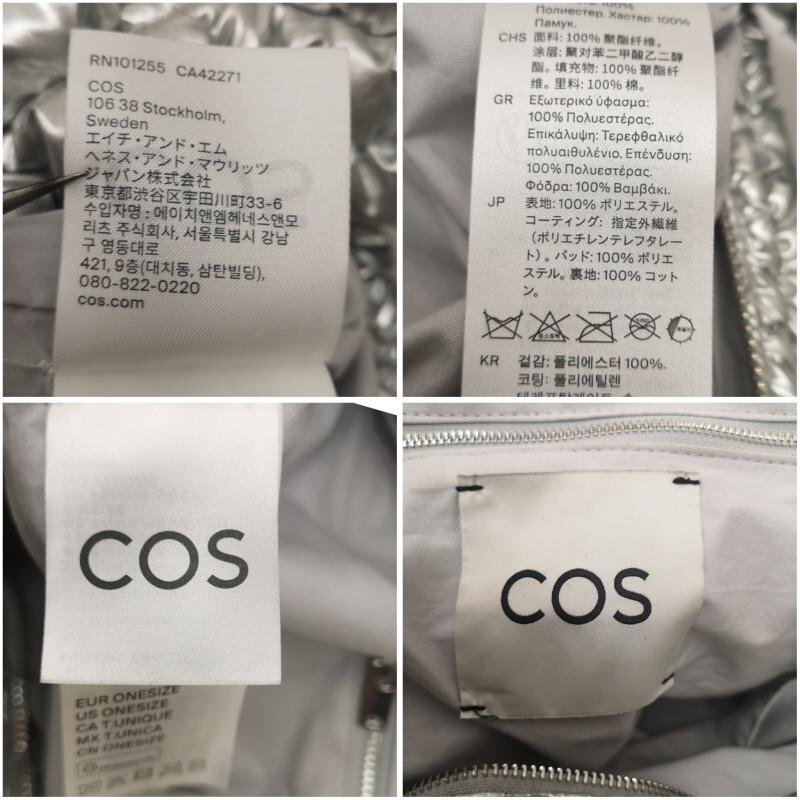 RN101255 CA42271
COS
106 38 Stockholm,
Sweden
エイチ・アンド・エム
ヘネス・アンド・マウリッツ
ジャパン株式会社
東京都渋谷区宇田川町33-6
수입자명 : 에이치앤엠헤네스앤모
리츠 주식회사, 서울특별시 강남
구 영동대로
421, 9층(대치동, 삼탄빌딩),
080-822-0220
cos.com
Полиестер. Хастар: 100%
Памук.
CHS 面料: 100% 聚酯纤维。
涂层: 聚对苯二甲酸乙二醇
酯。填充物: 100% 聚酯纤
维。里料: 100% 棉。
GR Εξωτερικό ύφασμα:
100% Πολυεστέρας.
Επικάλυψη: Τερεφθαλικό
πολυαιθυλένιο. Επένδυση:
100% Πολυεστέρας.
Φόδρα: 100% Βαμβάκι.
JP 表地: 100% ポリエステル。
コーティング: 指定外繊維
（ポリエチレンテレフタレー
ト）。パッド: 100% ポリエ
ステル。裏地: 100% コット
ン。
KR 겉감: 폴리에스터 100%.
코팅: 폴리에틸렌
COS
EUR ONESIZE
US ONESIZE
CA T.UNIQUE
MX T.UNICA
CN ONESIZE
COS